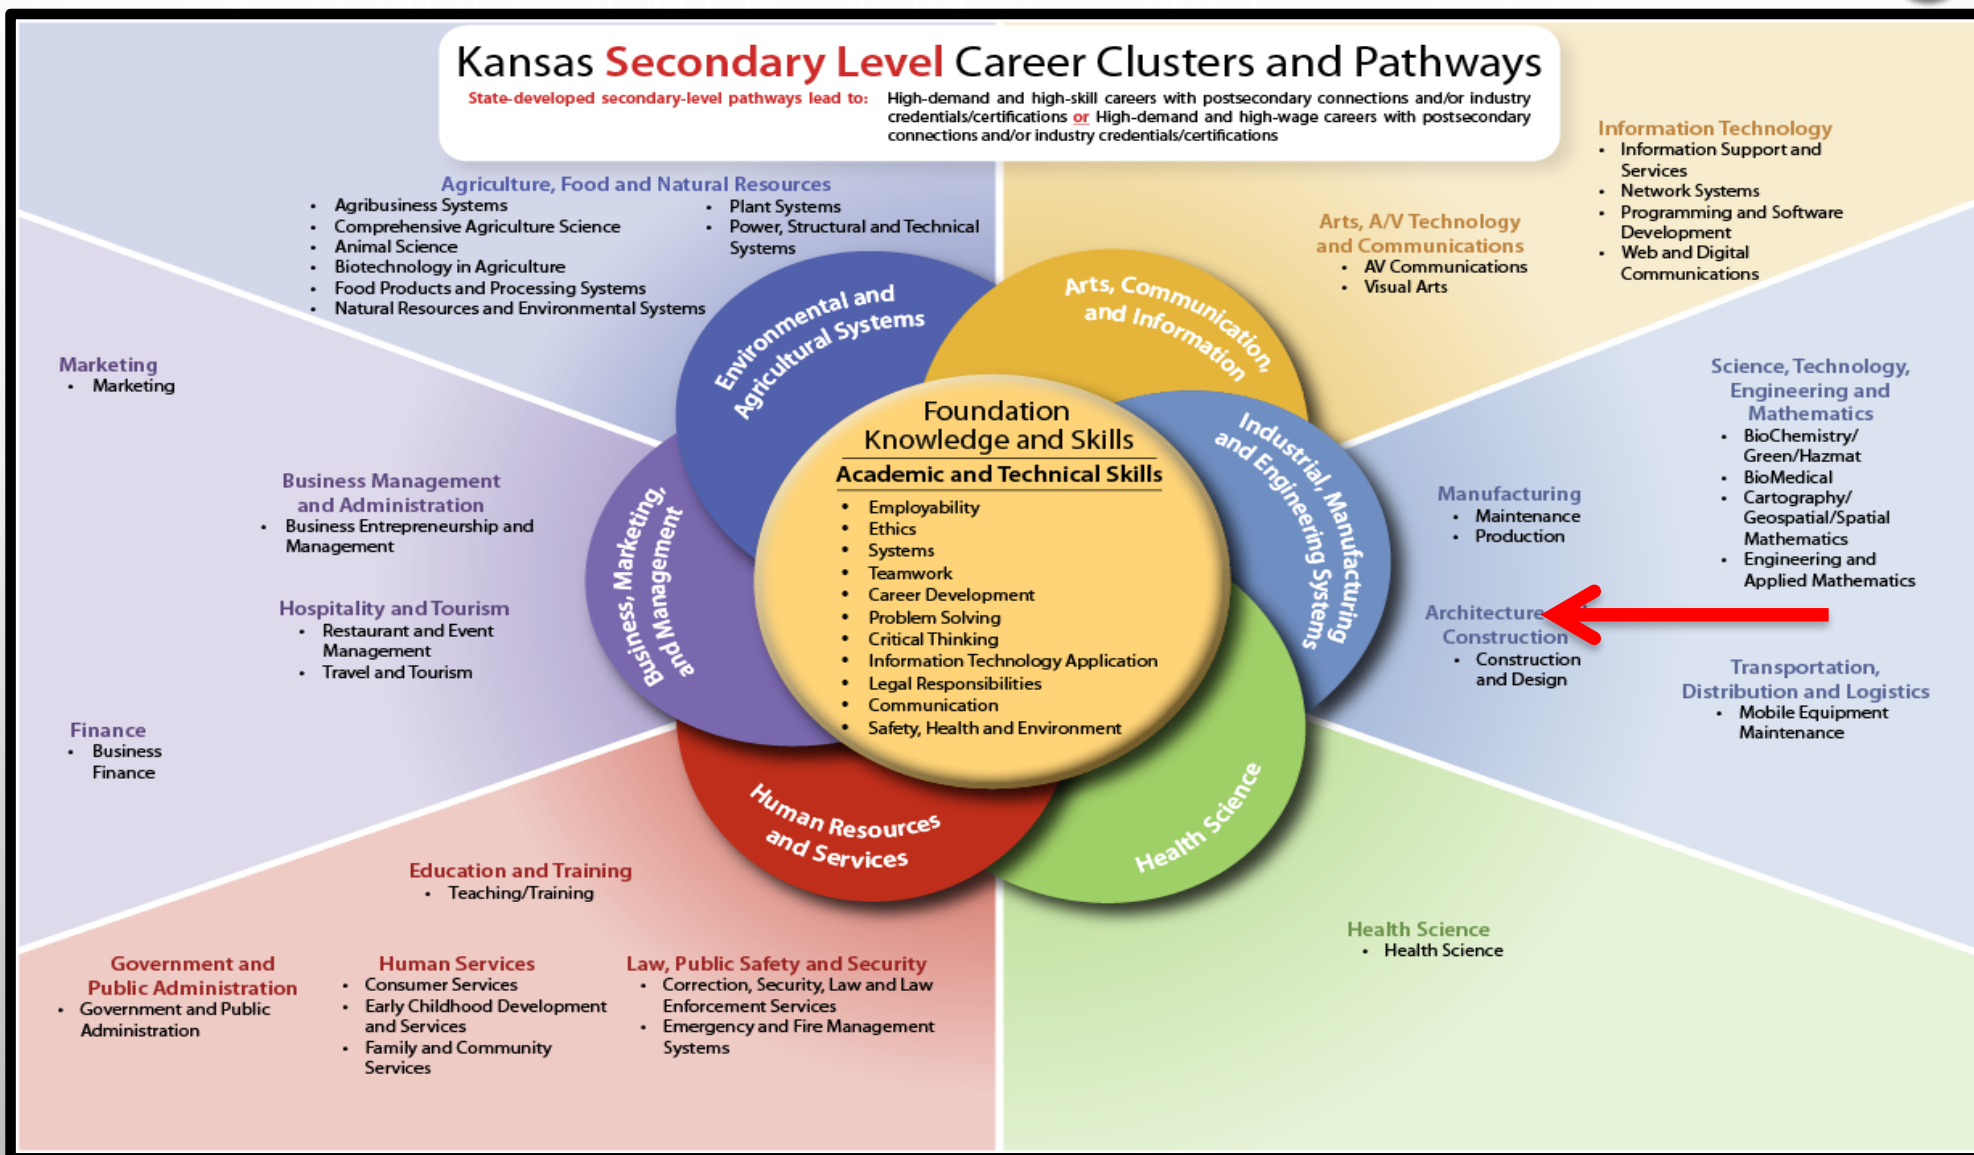 Kansas Secondary Level Career Clusters and Pathways
State-developed secondary-level pathways lead to: High-demand and high-skill careers with postsecondary connections and/or industry
credentials/certifications or High-demand and high-wage careers with postsecondary
connections and/or industry credentials/certifications
Agriculture, Food and Natural Resources
• Agribusiness Systems
• Comprehensive Agriculture Science
• Animal Science
• Biotechnology in Agriculture
• Food Products and Processing Systems
• Natural Resources and Environmental Systems
• Plant Systems
• Power, Structural and Technical
Systems
Arts, A/V Technology
and Communications
• AV Communications
• Visual Arts
Information Technology
• Information Support and
Services
• Network Systems
• Programming and Software
Development
• Web and Digital
Communications
Marketing
• Marketing
Business Management
and Administration
• Business Entrepreneurship and
Management
Hospitality and Tourism
• Restaurant and Event
Management
• Travel and Tourism
Finance
• Business
Finance
Environmental and
Agricultural Systems
Arts, Communication,
and Information
Business, Marketing,
and Management
Industrial, Manufacturing
and Engineering Systems
Human Resources
and Services
Health Science
Foundation
Knowledge and Skills
Academic and Technical Skills
• Employability
• Ethics
• Systems
• Teamwork
• Career Development
• Problem Solving
• Critical Thinking
• Information Technology Application
• Legal Responsibilities
• Communication
• Safety, Health and Environment
Manufacturing
• Maintenance
• Production
Architecture
Construction
• Construction
and Design
Science, Technology,
Engineering and
Mathematics
• BioChemistry/
Green/Hazmat
• BioMedical
• Cartography/
Geospatial/Spatial
Mathematics
• Engineering and
Applied Mathematics
Transportation,
Distribution and Logistics
• Mobile Equipment
Maintenance
Education and Training
• Teaching/Training
Government and
Public Administration
• Government and Public
Administration
Human Services
• Consumer Services
• Early Childhood Development
and Services
• Family and Community
Services
Law, Public Safety and Security
• Correction, Security, Law and Law
Enforcement Services
• Emergency and Fire Management
Systems
Health Science
• Health Science